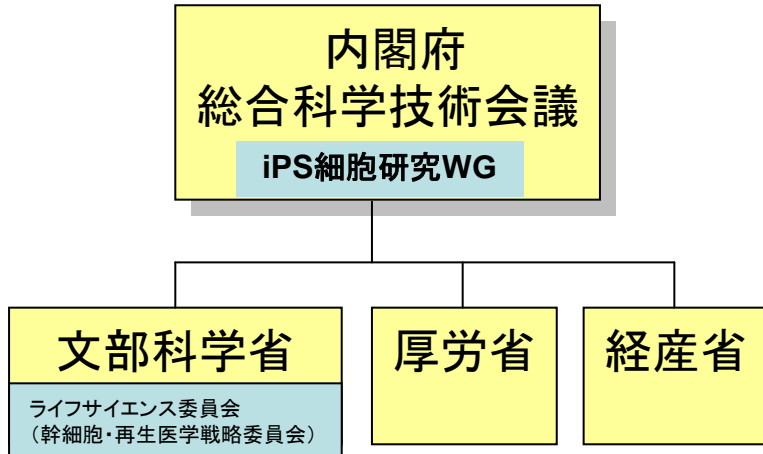 内閣府
総合科学技術会議
iPS細胞研究WG
文部科学省
ライフサイエンス委員会
（幹細胞・再生医学戦略委員会）
厚労省
経産省